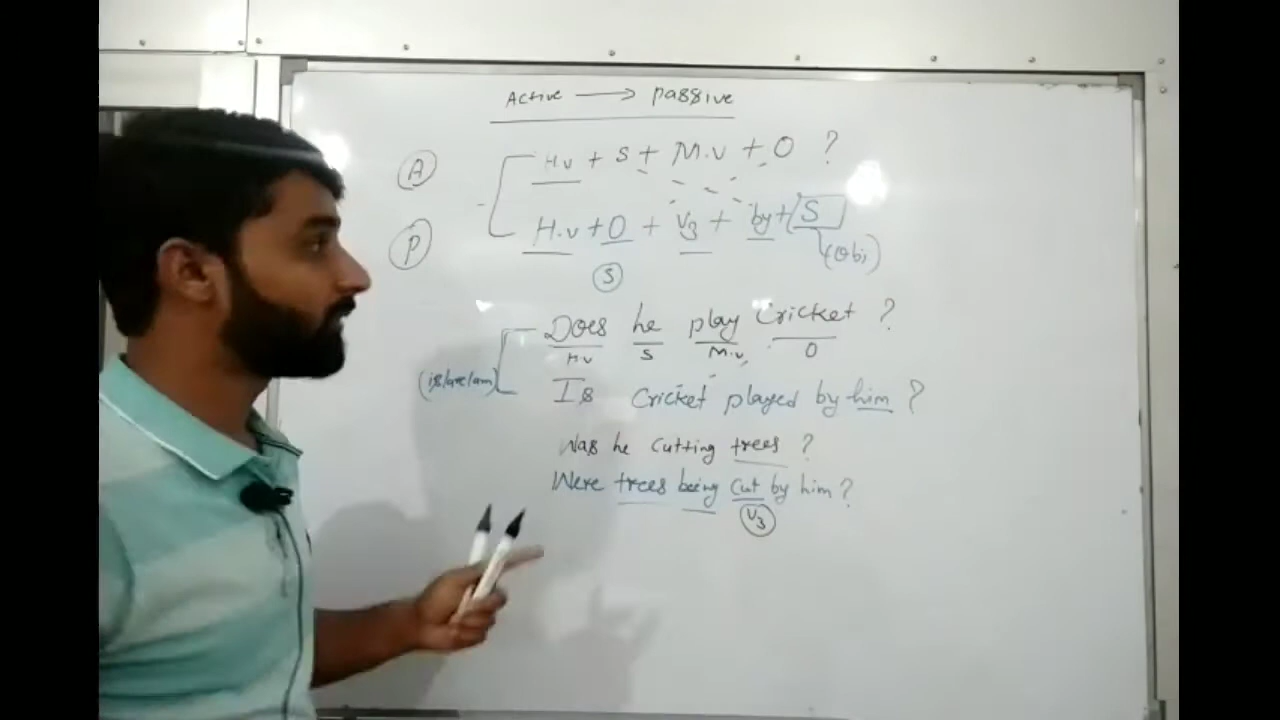 Active → Passive
A H.V + S + M.V + O ?
P H.V + O + V3 + by + S
S (Obj)
Does he play Cricket ?
H.V S M.V O
(is/are/am) Is Cricket played by him ?
Was he cutting trees ?
Were trees being cut by him ?
V3